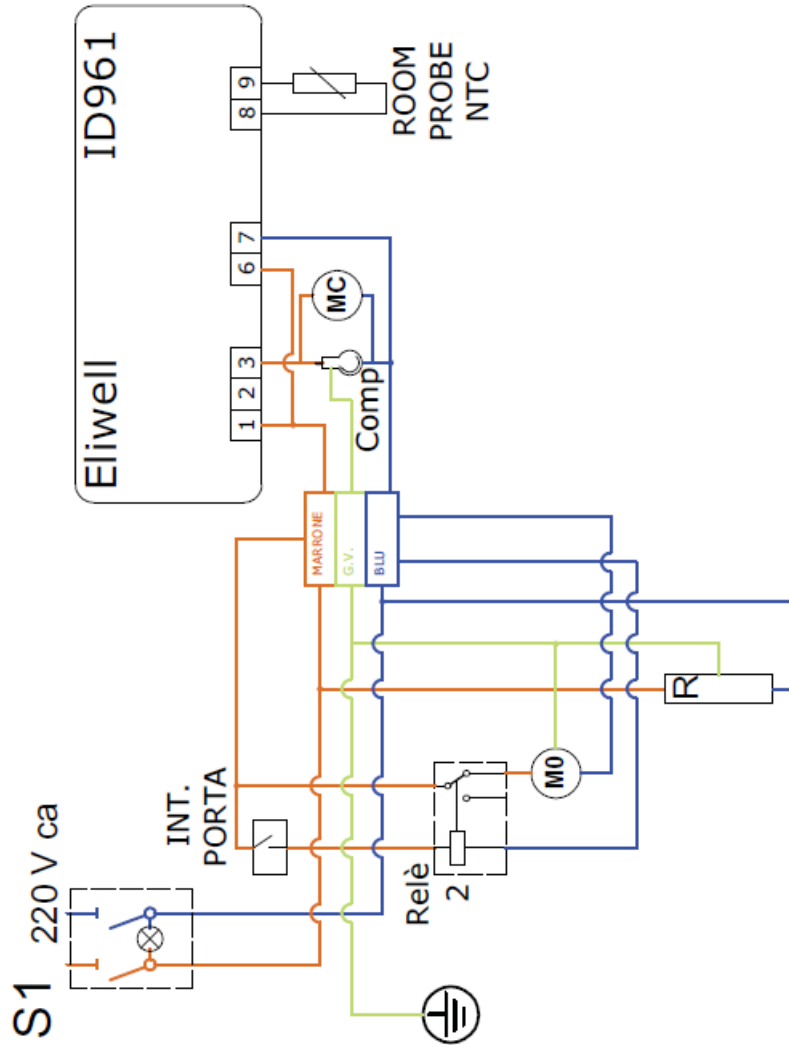 S1
220 V ca
Eliwell
ID961
INT.
PORTA
1 2 3 6 7 8 9
MARRONE
G.V.
BLU
Comp
MC
ROOM
PROBE
NTC
Relè
2
M0
R